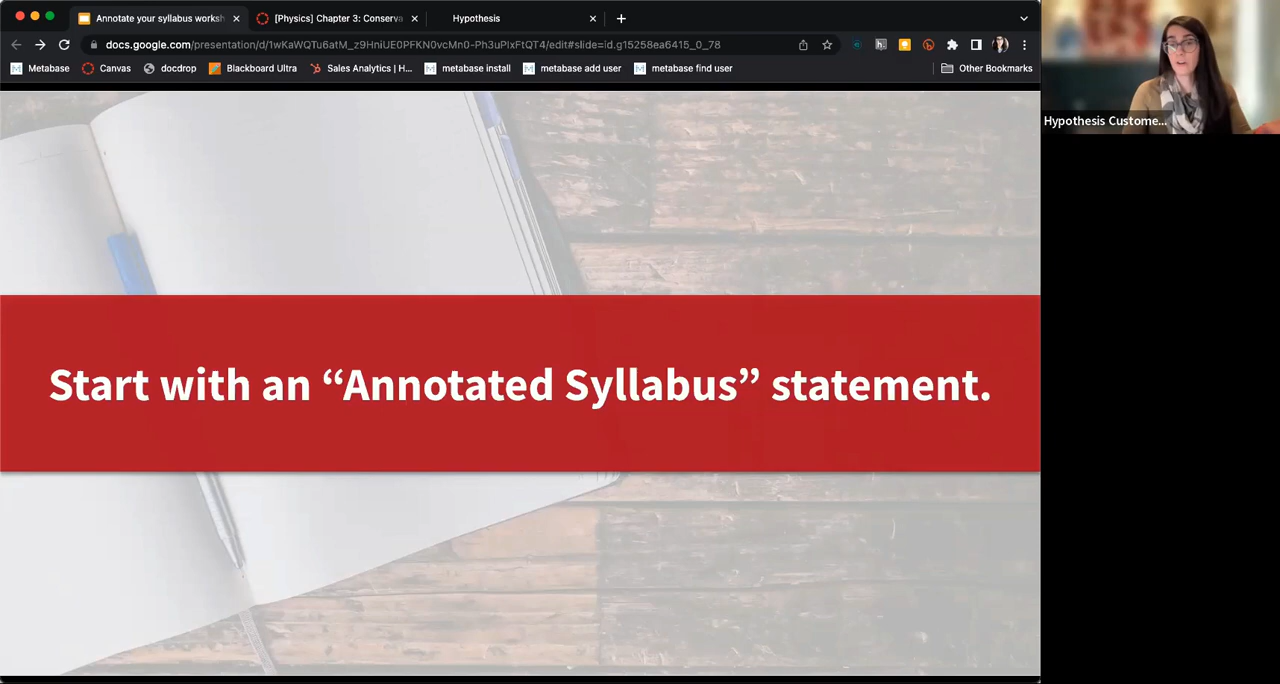 Annotate your syllabus worksh
[Physics] Chapter 3: Conserva
Hypothesis
docs.google.com/presentation/d/1wKaWQTu6atM_z9HniUE0PFKN0vcMn0-Ph3uPlxFtQT4/edit#slide=id.g15258ea6415_0_78
Metabase
Canvas
docdrop
Blackboard Ultra
Sales Analytics | H...
metabase install
metabase add user
metabase find user
Other Bookmarks
Hypothesis Custome...
Start with an “Annotated Syllabus” statement.